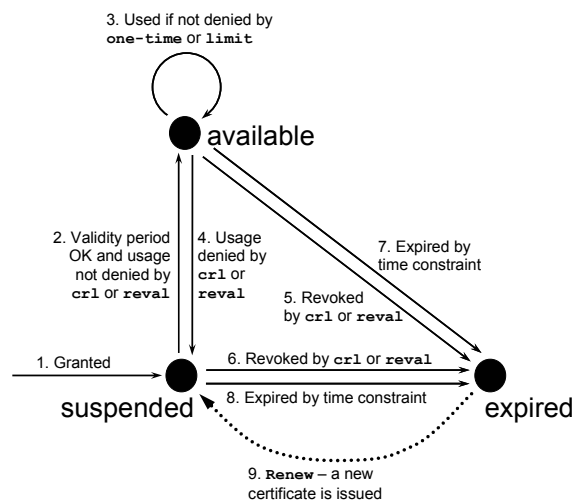 3. Used if not denied by
one-time or limit
available
2. Validity period
OK and usage
not denied by
crl or reval
4. Usage
denied by
crl or
reval
7. Expired by
time constraint
5. Revoked
by crl or reval
1. Granted
6. Revoked by crl or reval
8. Expired by time constraint
suspended
expired
9. Renew – a new
certificate is issued